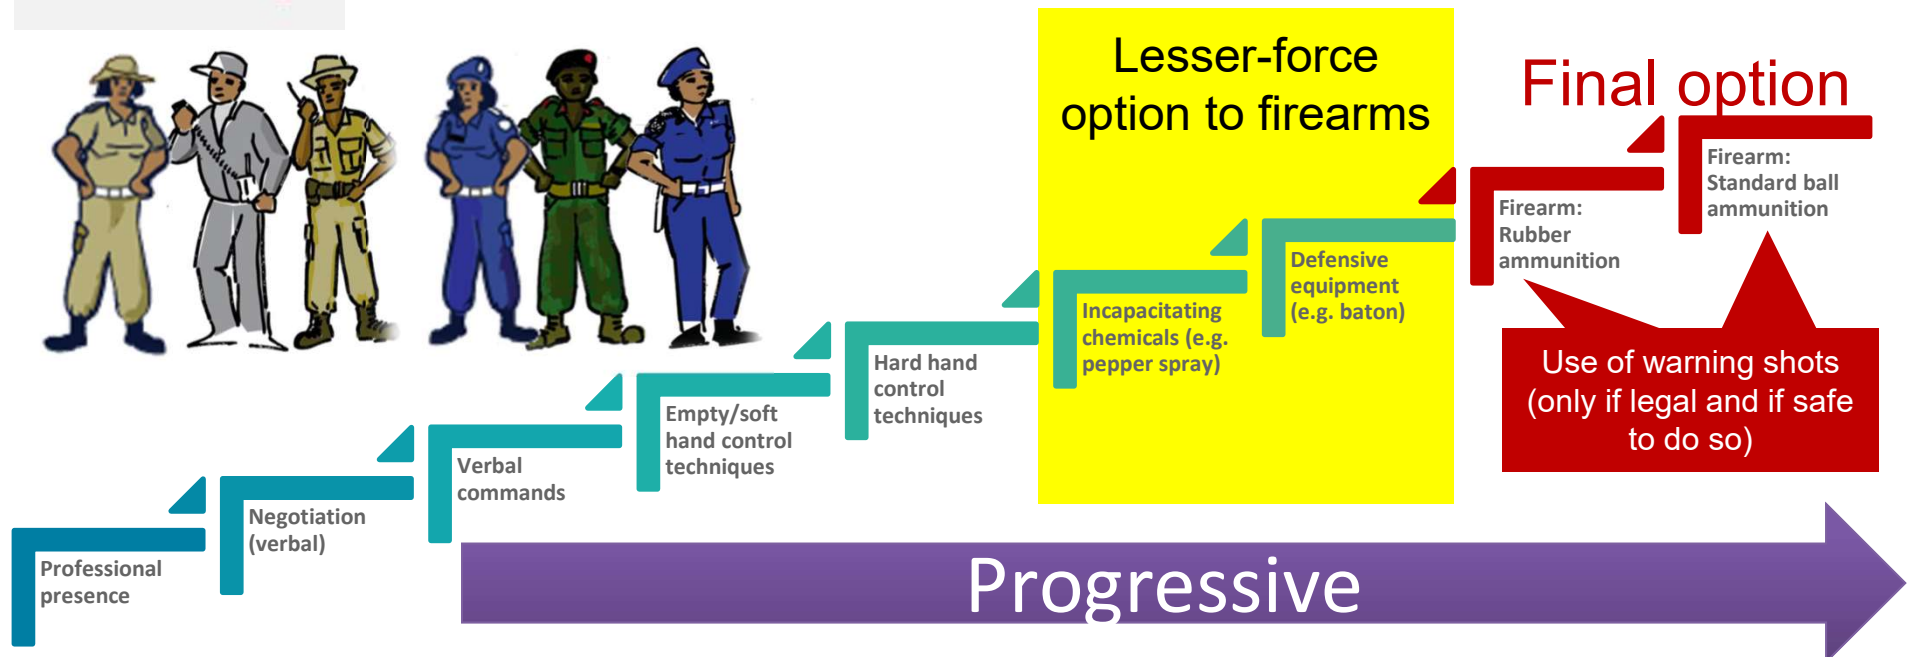 Lesser-force
option to firearms
Final option
Professional
presence
Negotiation
(verbal)
Verbal
commands
Empty/soft
hand control
techniques
Hard hand
control
techniques
Incapacitating
chemicals (e.g.
pepper spray)
Defensive
equipment
(e.g. baton)
Firearm:
Rubber
ammunition
Firearm:
Standard ball
ammunition
Use of warning shots
(only if legal and if safe
to do so)
Progressive